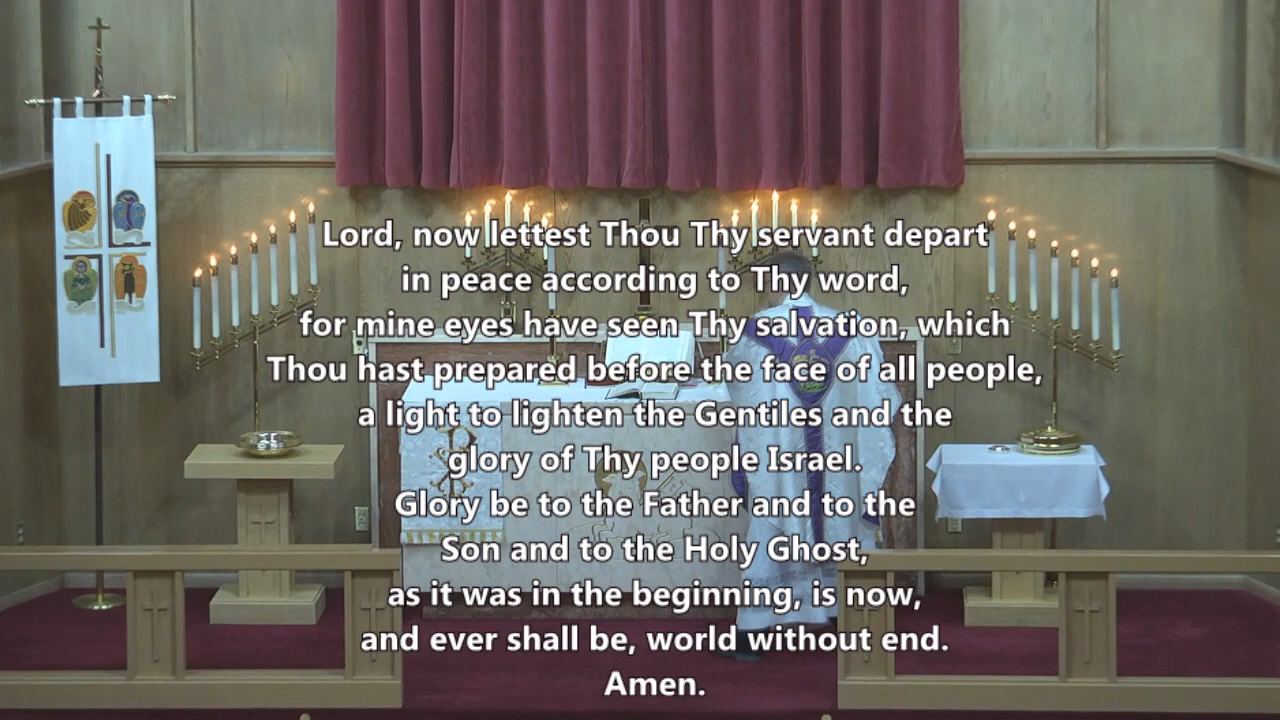 Lord, now lettest Thou Thy servant depart
in peace according to Thy word,
for mine eyes have seen Thy salvation, which
Thou hast prepared before the face of all people,
a light to lighten the Gentiles and the
glory of Thy people Israel.
Glory be to the Father and to the
Son and to the Holy Ghost,
as it was in the beginning, is now,
and ever shall be, world without end.
Amen.